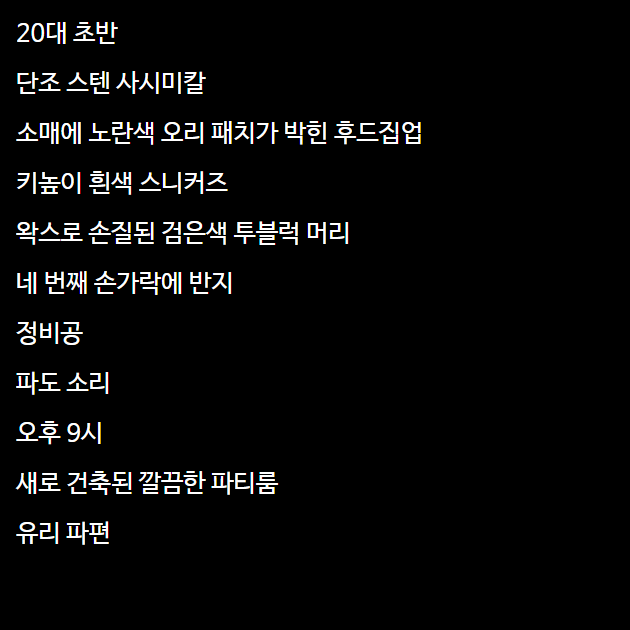 20대 초반
단조 스텐 사시미칼
소매에 노란색 오리 패치가 박힌 후드집업
키높이 흰색 스니커즈
왁스로 손질된 검은색 투블럭 머리
네 번째 손가락에 반지
정비공
파도 소리
오후 9시
새로 건축된 깔끔한 파티룸
유리 파편